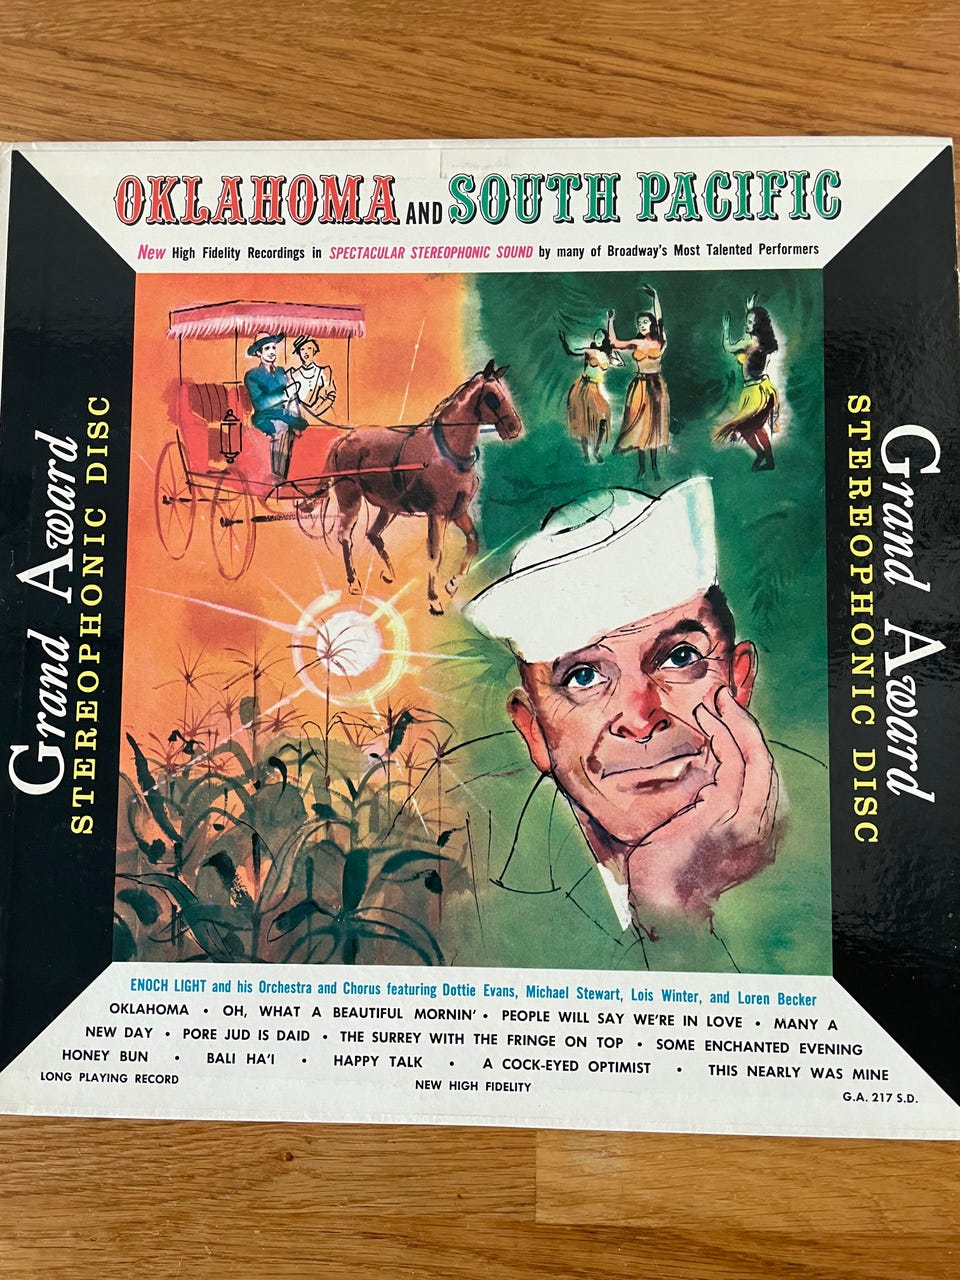 OKLAHOMA AND SOUTH PACIFIC
New High Fidelity Recordings in SPECTACULAR STEREOPHONIC SOUND by many of Broadway's Most Talented Performers
Grand Award
STEREOPHONIC DISC
Grand Award
STEREOPHONIC DISC
ENOCH LIGHT and his Orchestra and Chorus featuring Dottie Evans, Michael Stewart, Lois Winter, and Loren Becker
OKLAHOMA • OH, WHAT A BEAUTIFUL MORNIN' • PEOPLE WILL SAY WE'RE IN LOVE • MANY A
NEW DAY • PORE JUD IS DAID • THE SURREY WITH THE FRINGE ON TOP • SOME ENCHANTED EVENING
HONEY BUN • BALI HA'I • HAPPY TALK • A COCK-EYED OPTIMIST • THIS NEARLY WAS MINE
LONG PLAYING RECORD NEW HIGH FIDELITY G.A. 217 S.D.